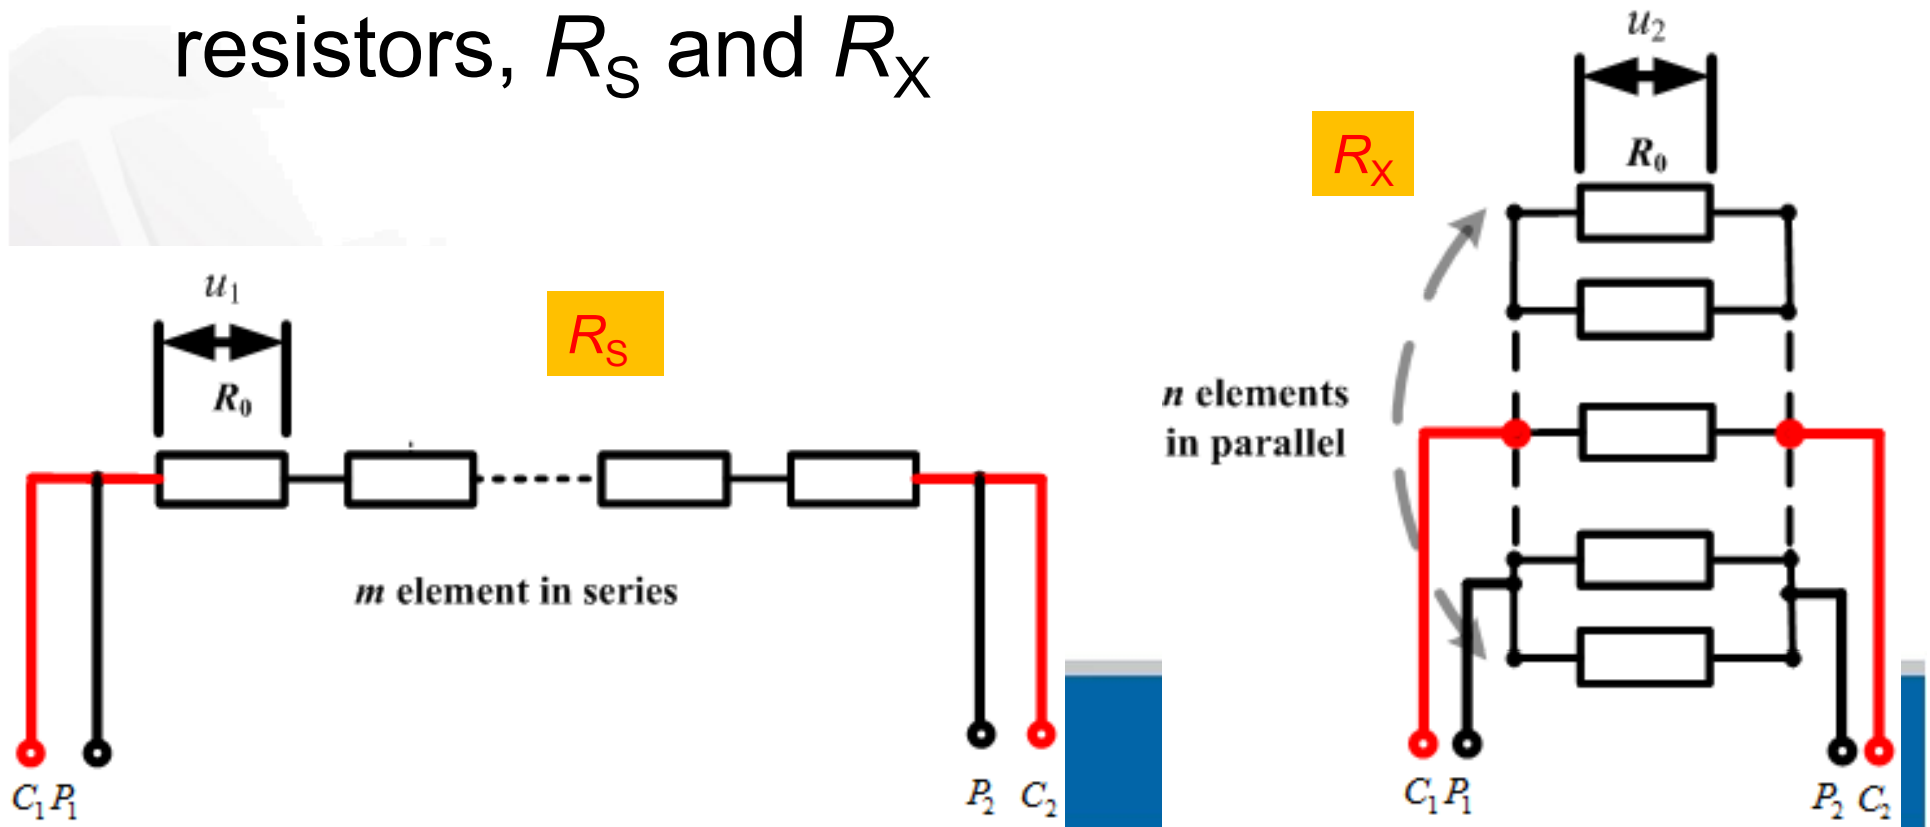 resistors, RS and RX
u1
R0
RS
m element in series
C1 P1
P2 C2
u2
R0
RX
n elements
in parallel
C1 P1
P2 C2